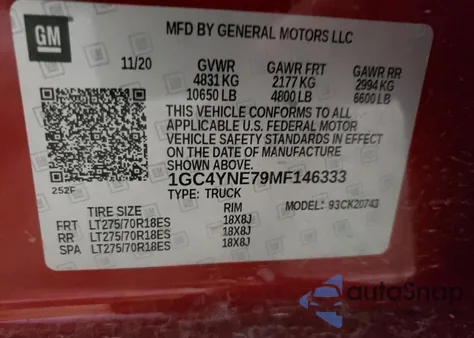 GM
MFD BY GENERAL MOTORS LLC
11/20 GVWR GAWR FRT GAWR RR
4831 KG 2177 KG 2994 KG
10650 LB 4800 LB 6600 LB
THIS VEHICLE CONFORMS TO ALL
APPLICABLE U.S. FEDERAL MOTOR
VEHICLE SAFETY STANDARDS IN EFFECT
ON THE DATE OF MANUFACTURE
SHOWN ABOVE.
252F
1GC4YNE79MF146333
TYPE: TRUCK MODEL: 93CK20743
TIRE SIZE RIM
FRT LT275/70R18ES 18X8J
RR LT275/70R18ES 18X8J
SPA LT275/70R18ES 18X8J
autoSnap